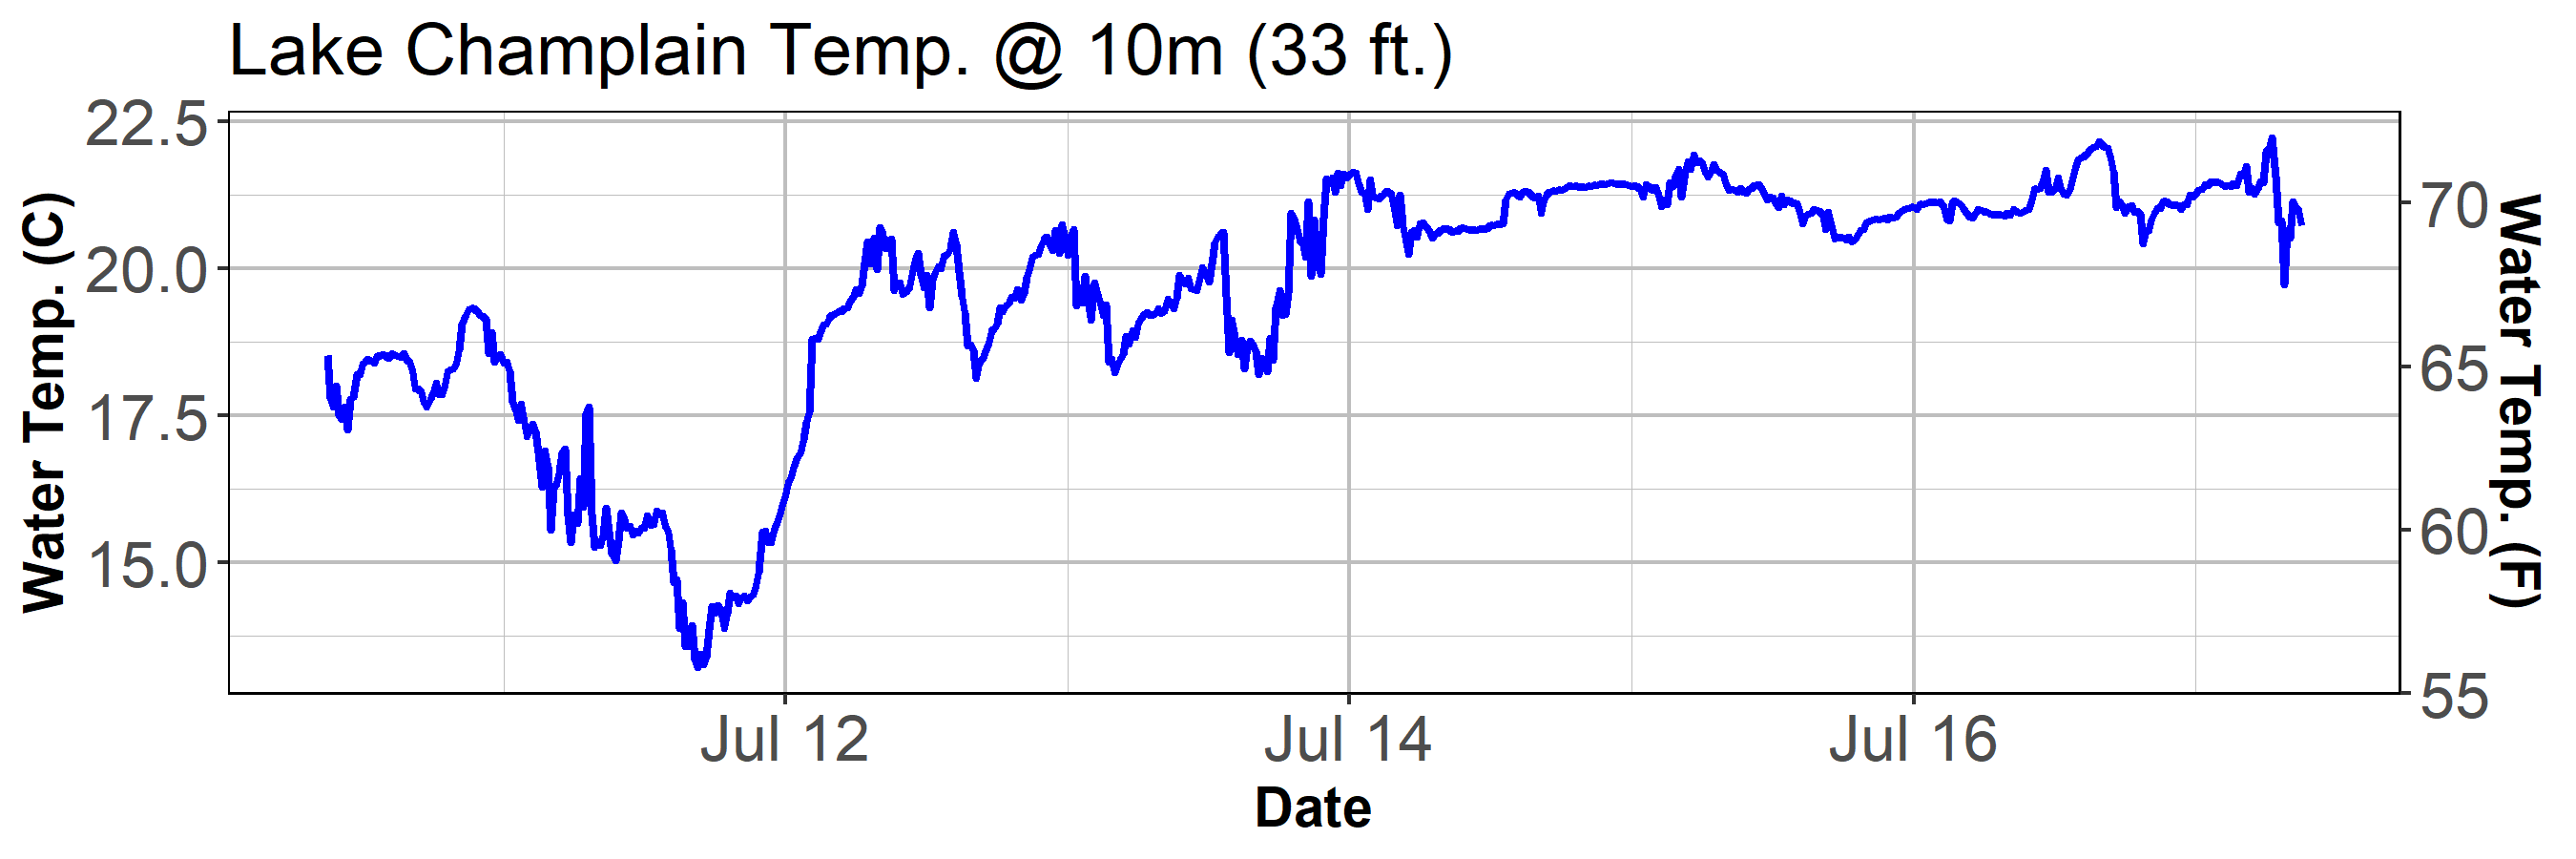 Lake Champlain Temp. @ 10m (33 ft.)
Water Temp. (C)
22.5
20.0
17.5
15.0
Water Temp. (F)
70
65
60
55
Jul 12 Jul 14 Jul 16
Date